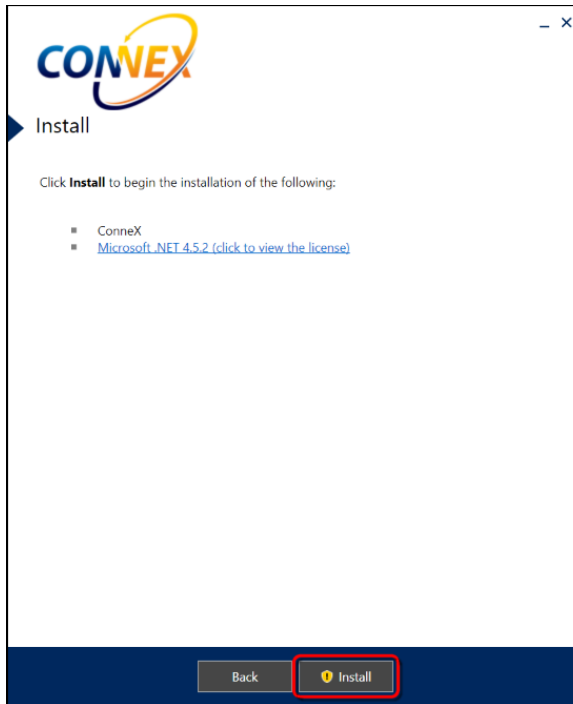 CONNEX
Install
Click Install to begin the installation of the following:
ConneX
Microsoft .NET 4.5.2 (click to view the license)
Back
Install